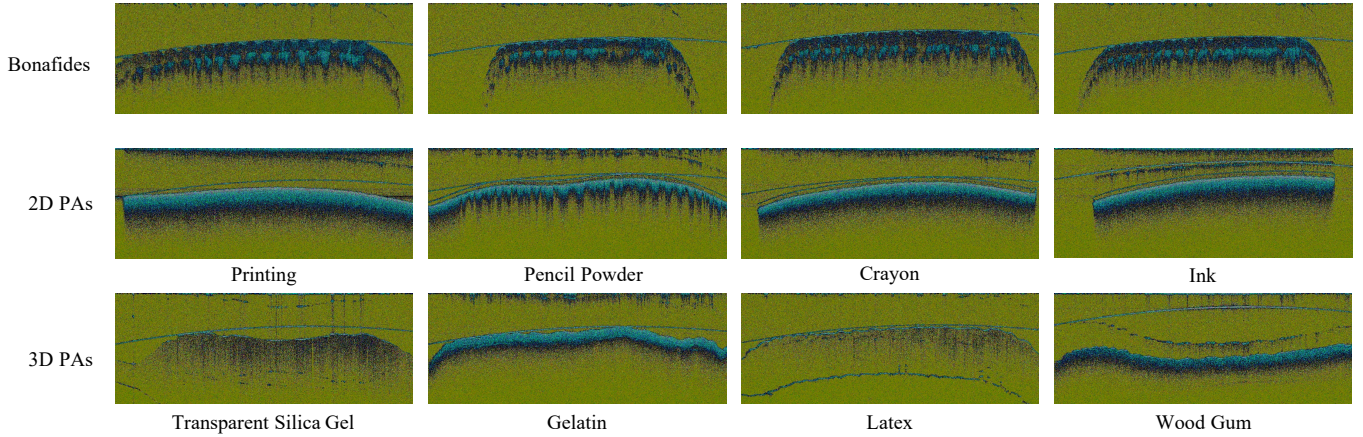 Bonafides
2D PAs
Printing
Pencil Powder
Crayon
Ink
3D PAs
Transparent Silica Gel
Gelatin
Latex
Wood Gum